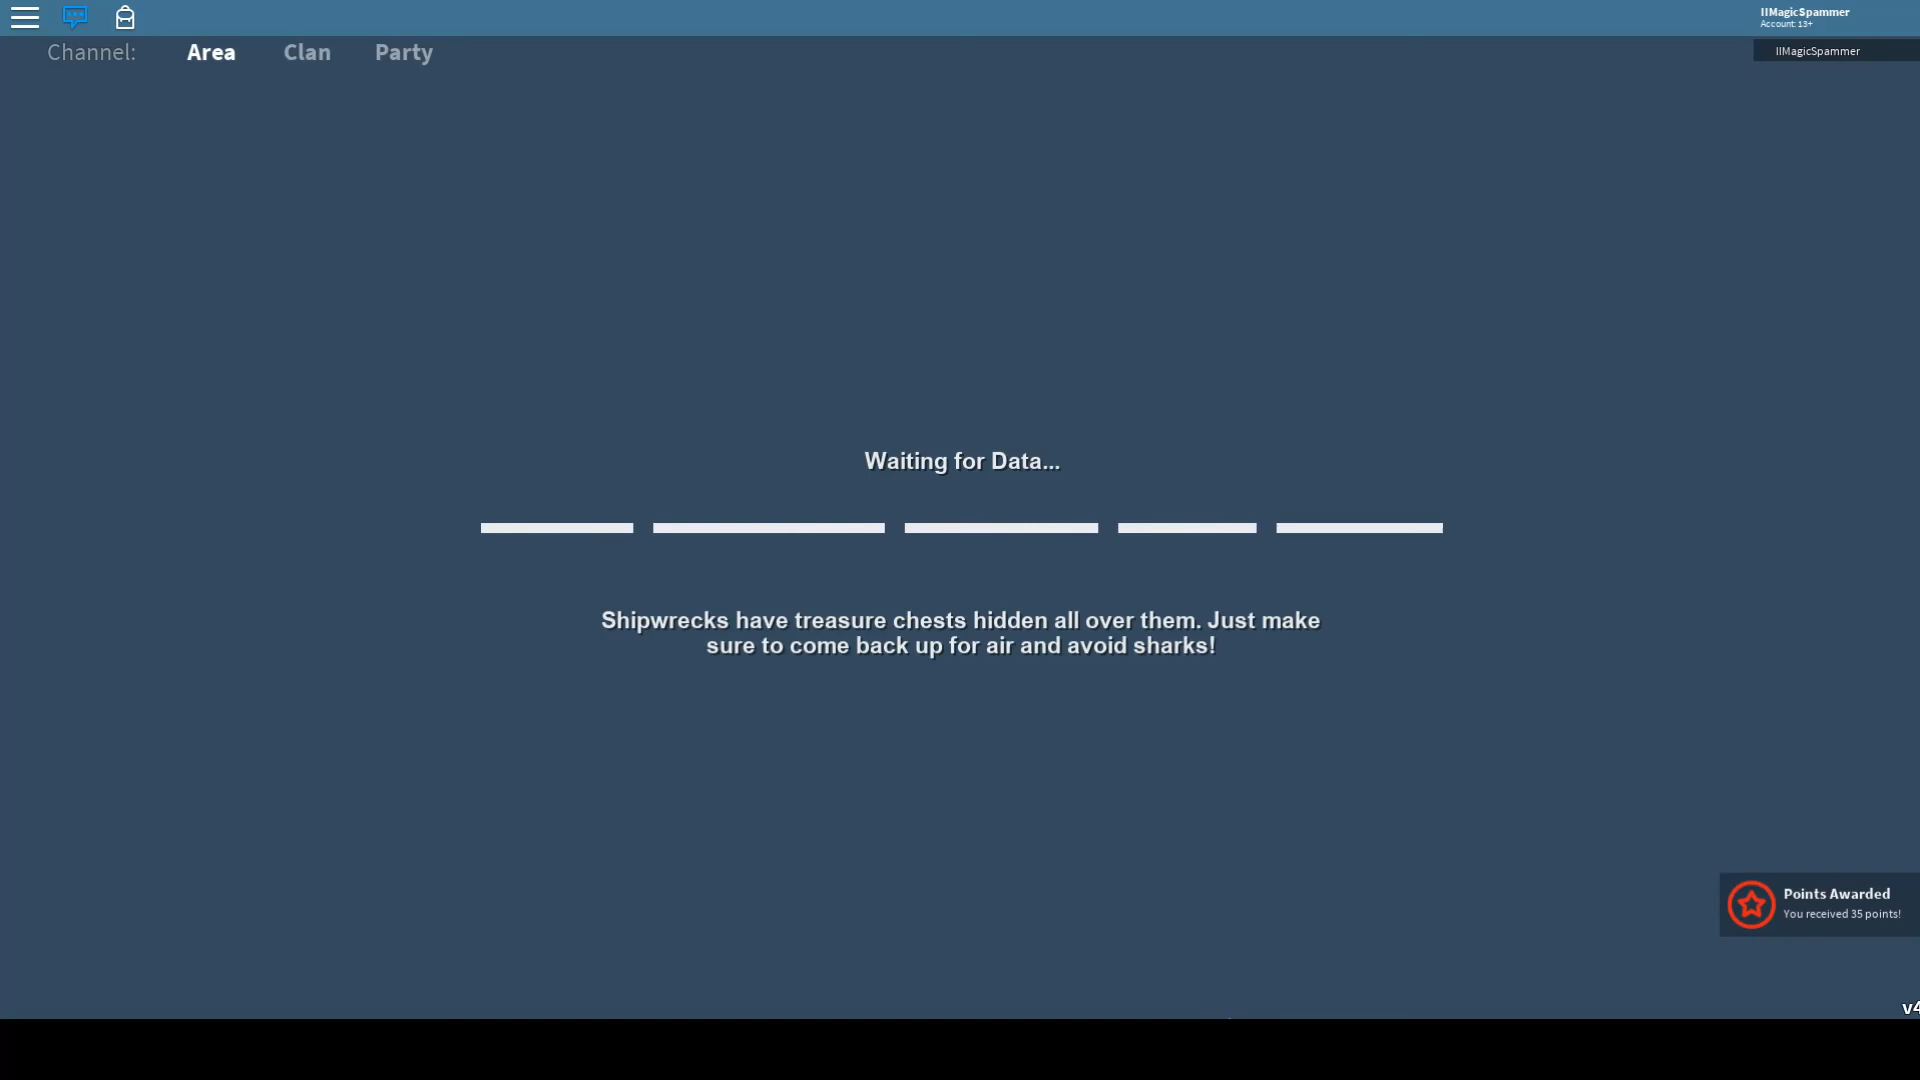 IIMagicSpammer
Account: 13+
Channel: Area Clan Party
IIMagicSpammer
Waiting for Data...
Shipwrecks have treasure chests hidden all over them. Just make
sure to come back up for air and avoid sharks!
Points Awarded
You received 35 points!
v4